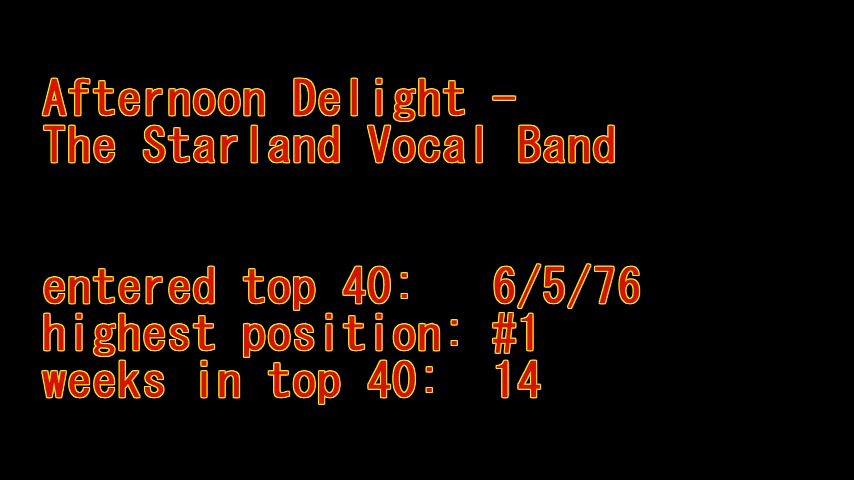 Afternoon Delight -
The Starland Vocal Band
entered top 40: 6/5/76
highest position: #1
weeks in top 40: 14